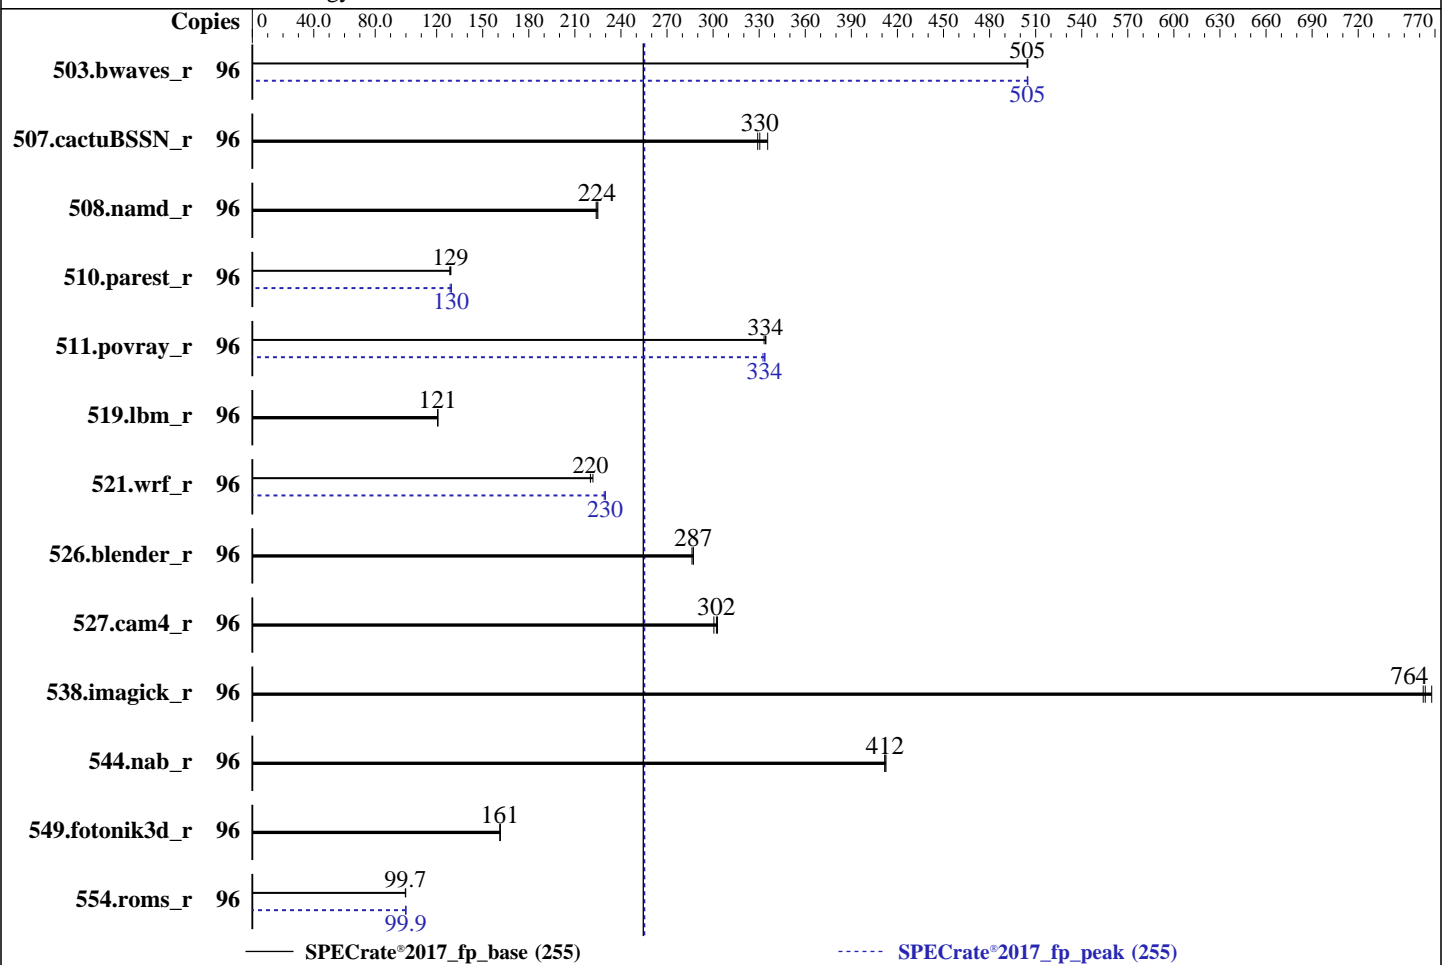 Copies 0 40.0 80.0 120 150 180 210 240 270 300 330 360 390 420 450 480 510 540 570 600 630 660 690 720 770
503.bwaves_r 96 505
505
507.cactuBSSN_r 96 330
508.namd_r 96 224
510.parest_r 96 129
130
511.povray_r 96 334
334
519.lbm_r 96 121
521.wrf_r 96 220
230
526.blender_r 96 287
527.cam4_r 96 302
538.imagick_r 96 764
544.nab_r 96 412
549.fotonik3d_r 96 161
554.roms_r 96 99.7
99.9
SPECrate®2017_fp_base (255) SPECrate®2017_fp_peak (255)